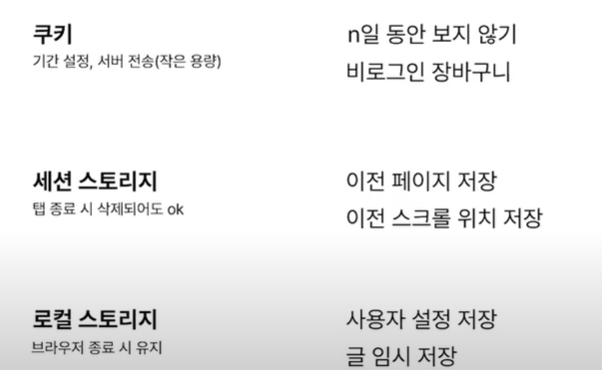 쿠키
기간 설정, 서버 전송(작은 용량)
n일 동안 보지 않기
비로그인 장바구니
세션 스토리지
탭 종료 시 삭제되어도 ok
이전 페이지 저장
이전 스크롤 위치 저장
로컬 스토리지
브라우저 종료 시 유지
사용자 설정 저장
글 임시 저장